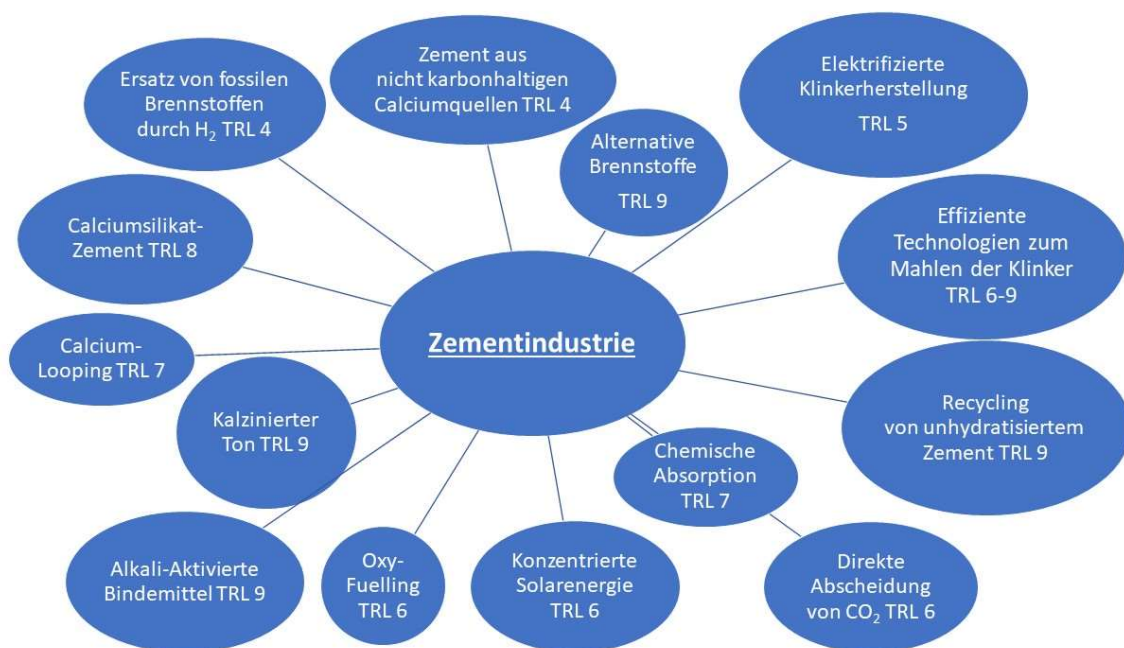 Ersatz von fossilen
Brennstoffen
durch H₂ TRL 4
Zement aus
nicht karbonhaltigen
Calciumquellen TRL 4
Alternative
Brennstoffe
TRL 9
Elektrifizierte
Klinkerherstellung
TRL 5
Calciumsilikat-
Zement TRL 8
Effiziente
Technologien zum
Mahlen der Klinker
TRL 6-9
Zementindustrie
Calcium-
Looping TRL 7
Kalzinierter
Ton TRL 9
Recycling
von unhydratisiertem
Zement TRL 9
Chemische
Absorption
TRL 7
Alkali-Aktivierte
Bindemittel TRL 9
Oxy-
Fuelling
TRL 6
Konzentrierte
Solarenergie
TRL 6
Direkte
Abscheidung
von CO₂ TRL 6